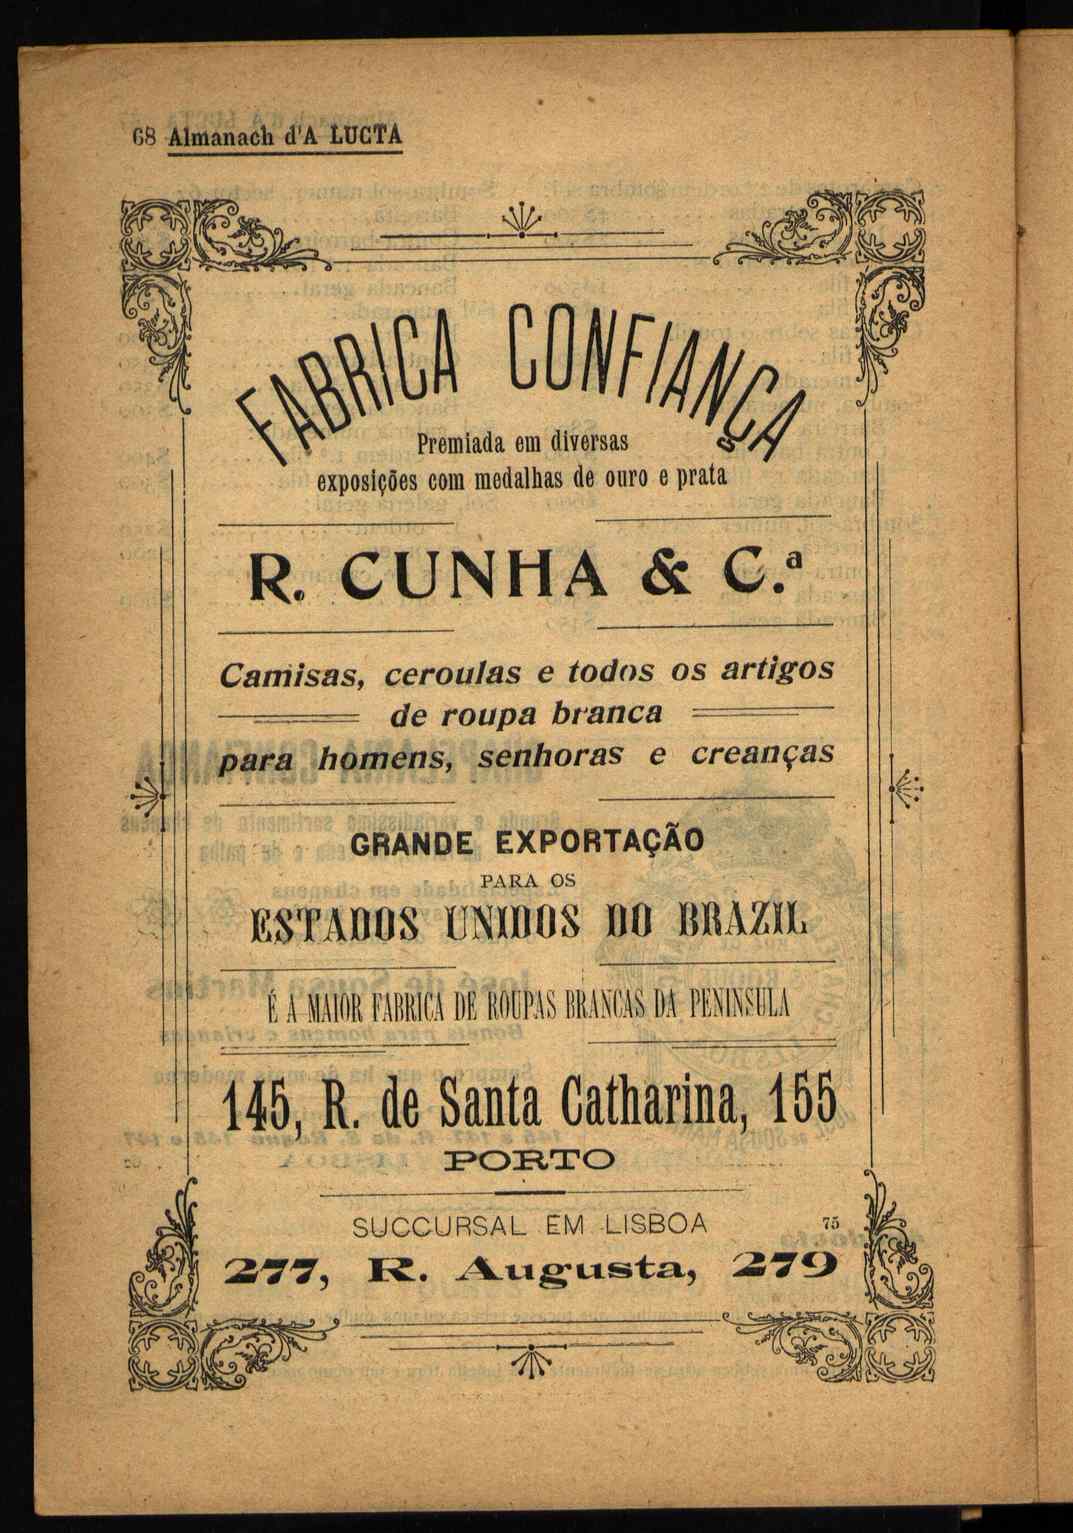 68 Almanach d'A LUCTA
FABRICA CONFIANÇA
Premiada em diversas
exposições com medalhas de ouro e prata
R. CUNHA & C.ª
Camisas, ceroulas e todos os artigos
de roupa branca
para homens, senhoras e creanças
GRANDE EXPORTAÇÃO
PARA OS
ESTADOS UNIDOS DO BRAZIL
É A MAIOR FABRICA DE ROUPAS BRANCAS DA PENINSULA
145, R. de Santa Catharina, 155
PORTO
SUCCURSAL EM LISBOA
75
277, R. Augusta, 279